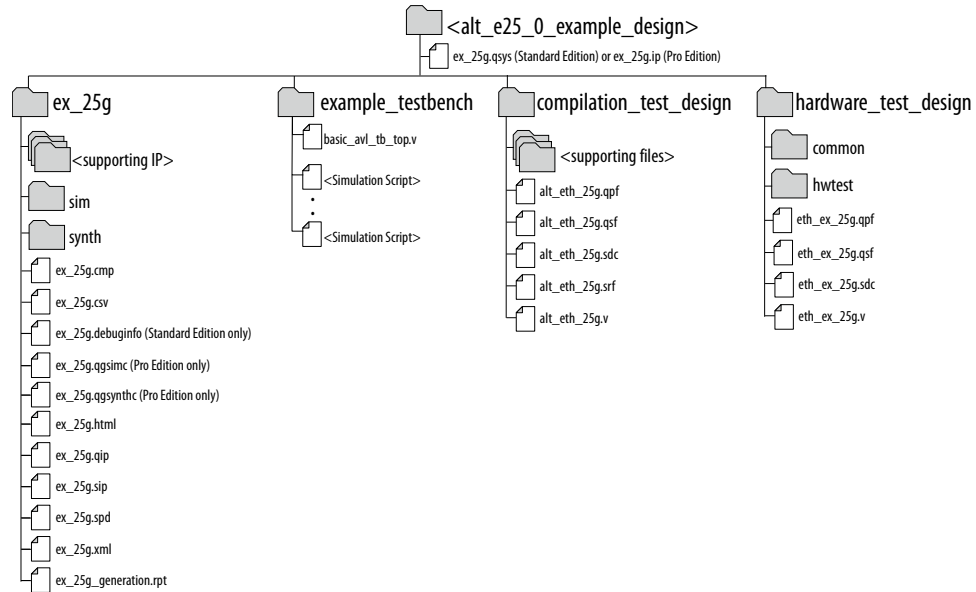 <alt_e25_0_example_design>
ex_25g.qsys (Standard Edition) or ex_25g.ip (Pro Edition)
ex_25g
<supporting IP>
sim
synth
ex_25g.cmp
ex_25g.csv
ex_25g.debuginfo (Standard Edition only)
ex_25g.qgsimc (Pro Edition only)
ex_25g.qgsynthc (Pro Edition only)
ex_25g.html
ex_25g.qip
ex_25g.sip
ex_25g.spd
ex_25g.xml
ex_25g_generation.rpt
example_testbench
basic_avl_tb_top.v
<Simulation Script>
<Simulation Script>
compilation_test_design
<supporting files>
alt_eth_25g.qpf
alt_eth_25g.qsf
alt_eth_25g.sdc
alt_eth_25g.srf
alt_eth_25g.v
hardware_test_design
common
hwtest
eth_ex_25g.qpf
eth_ex_25g.qsf
eth_ex_25g.sdc
eth_ex_25g.v